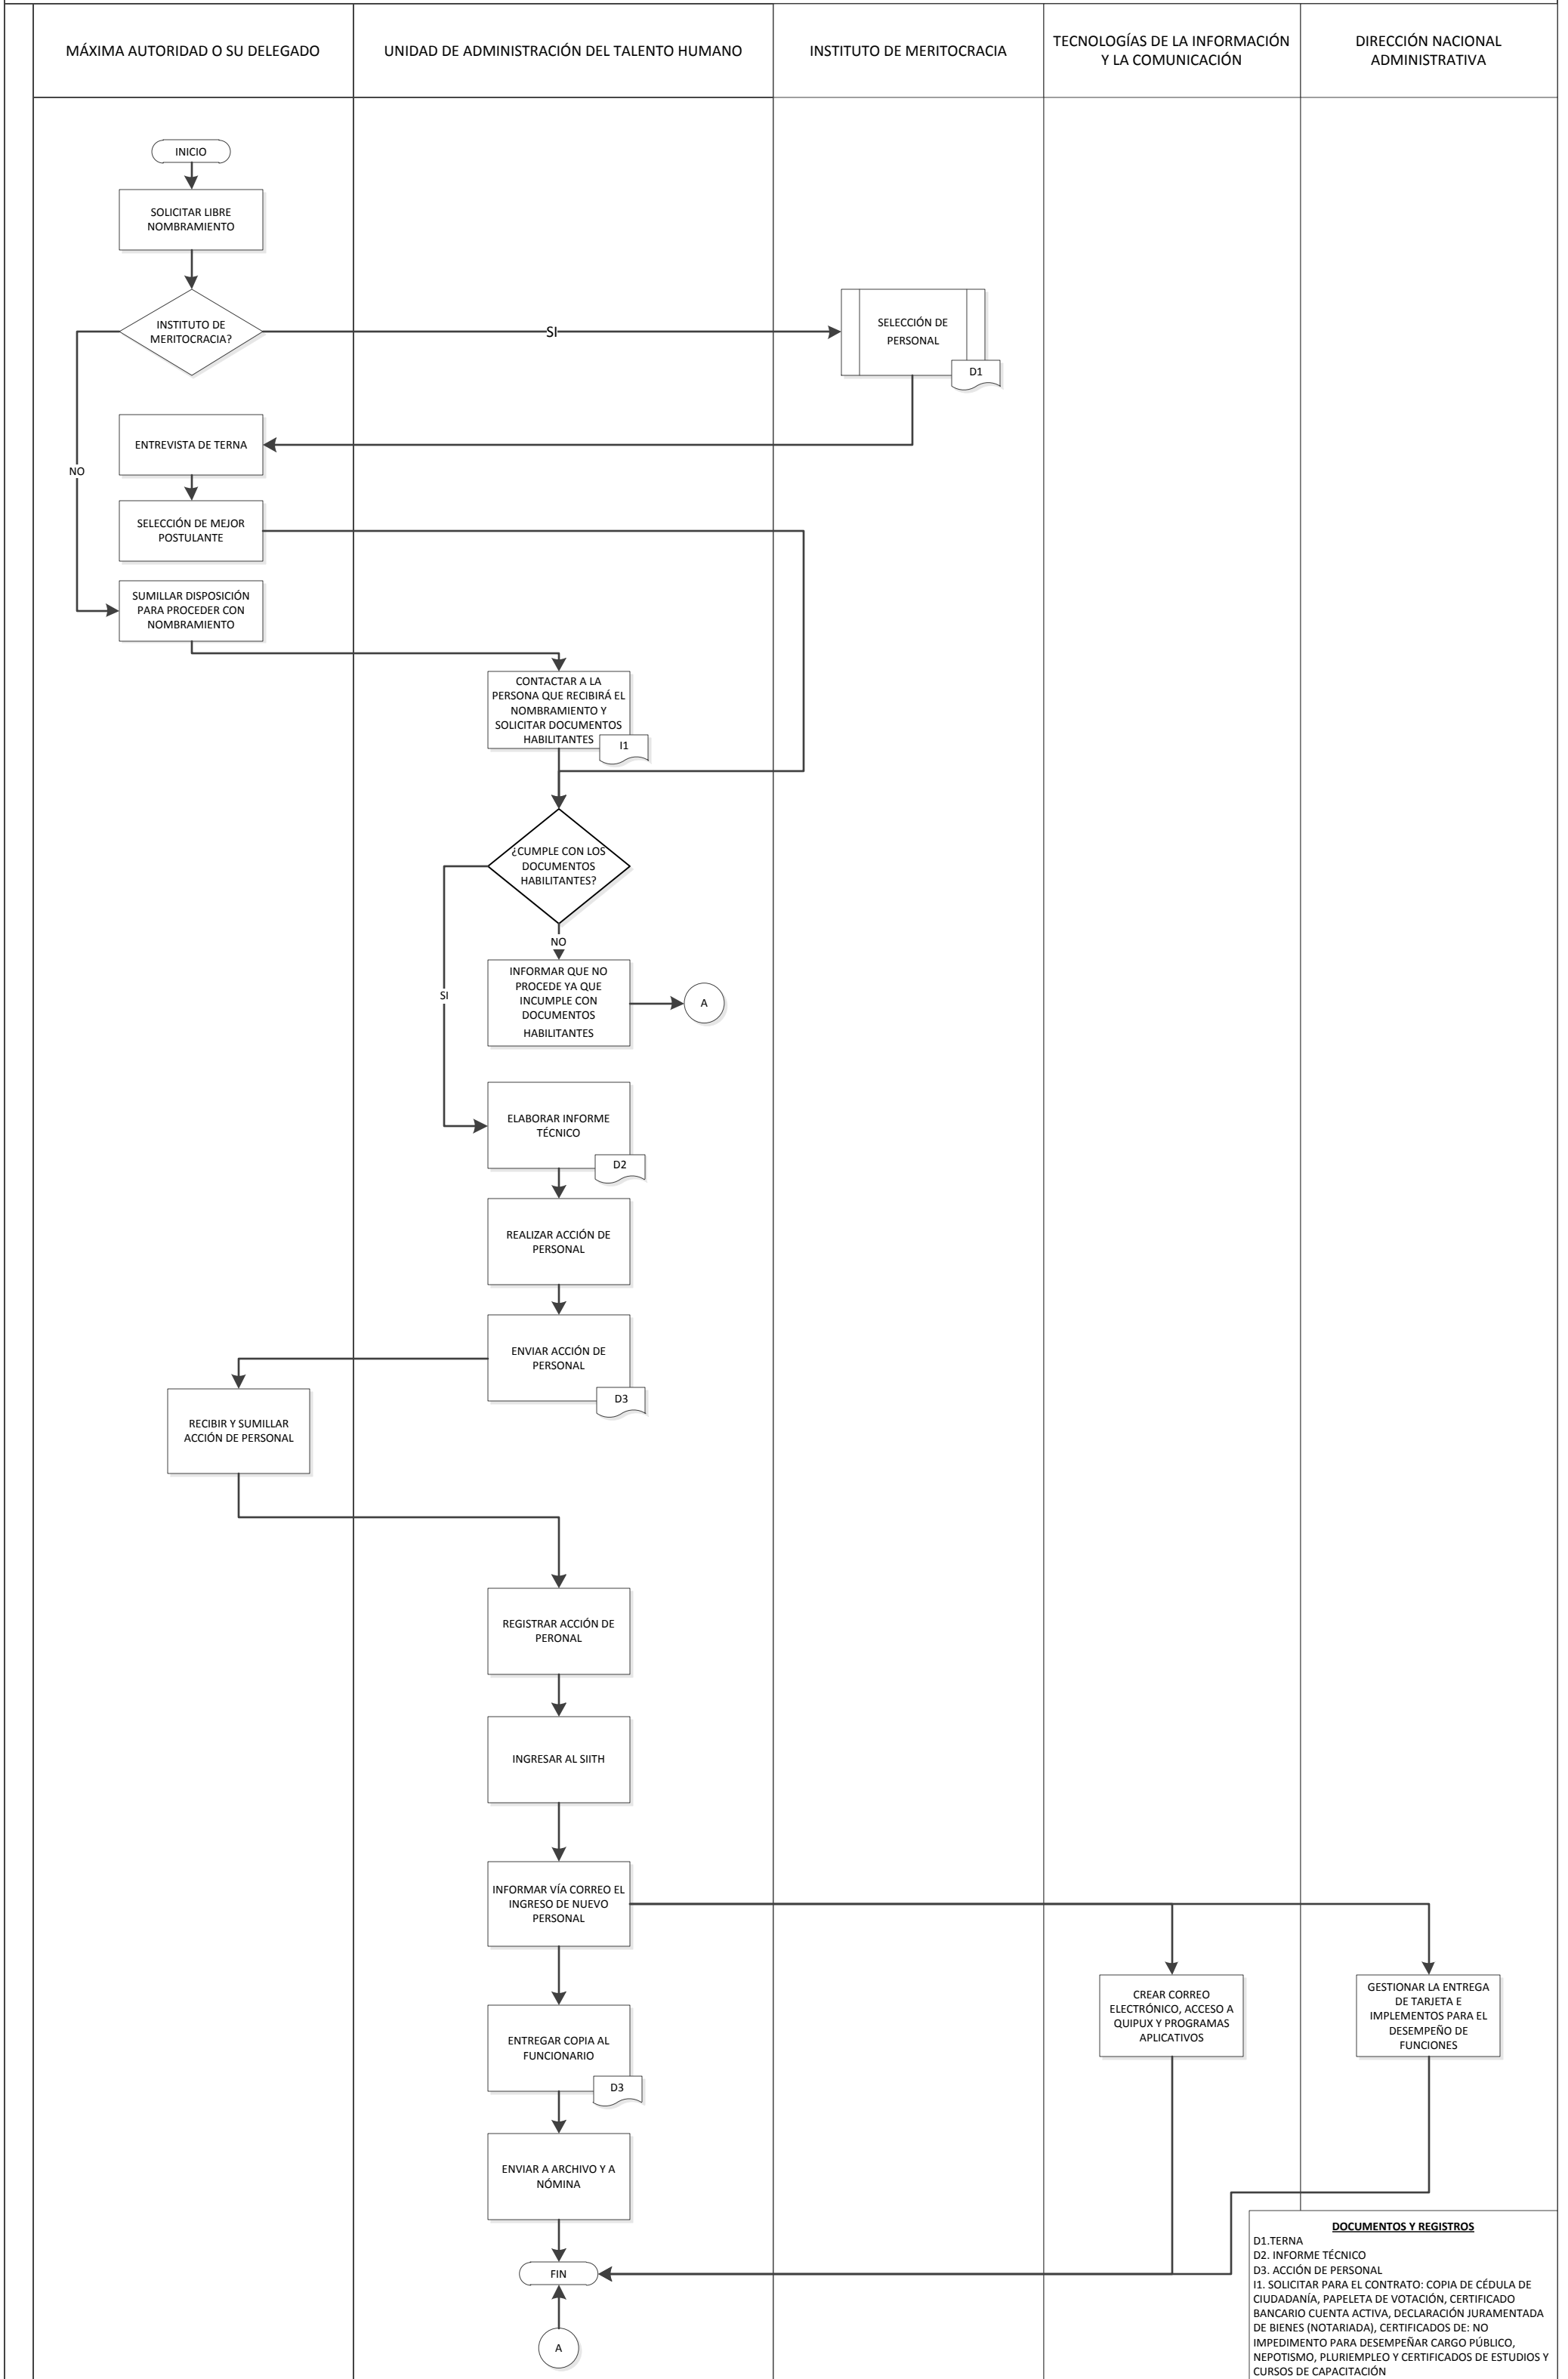 MÁXIMA AUTORIDAD O SU DELEGADO
UNIDAD DE ADMINISTRACIÓN DEL TALENTO HUMANO
INSTITUTO DE MERITOCRACIA
TECNOLOGÍAS DE LA INFORMACIÓN
Y LA COMUNICACIÓN
DIRECCIÓN NACIONAL
ADMINISTRATIVA
INICIO
SOLICITAR LIBRE
NOMBRAMIENTO
INSTITUTO DE
MERITOCRACIA?
SI
SELECCIÓN DE
PERSONAL
D1
ENTREVISTA DE TERNA
NO
SELECCIÓN DE MEJOR
POSTULANTE
SUMILLAR DISPOSICIÓN
PARA PROCEDER CON
NOMBRAMIENTO
CONTACTAR A LA
PERSONA QUE RECIBIRÁ EL
NOMBRAMIENTO Y
SOLICITAR DOCUMENTOS
HABILITANTES
I1
¿CUMPLE CON LOS
DOCUMENTOS
HABILITANTES?
NO
SI
INFORMAR QUE NO
PROCEDE YA QUE
INCUMPLE CON
DOCUMENTOS
HABILITANTES
A
ELABORAR INFORME
TÉCNICO
D2
REALIZAR ACCIÓN DE
PERSONAL
ENVIAR ACCIÓN DE
PERSONAL
D3
RECIBIR Y SUMILLAR
ACCIÓN DE PERSONAL
REGISTRAR ACCIÓN DE
PERONAL
INGRESAR AL SIITH
INFORMAR VÍA CORREO EL
INGRESO DE NUEVO
PERSONAL
CREAR CORREO
ELECTRÓNICO, ACCESO A
QUIPUX Y PROGRAMAS
APLICATIVOS
GESTIONAR LA ENTREGA
DE TARJETA E
IMPLEMENTOS PARA EL
DESEMPEÑO DE
FUNCIONES
ENTREGAR COPIA AL
FUNCIONARIO
D3
ENVIAR A ARCHIVO Y A
NÓMINA
FIN
A
DOCUMENTOS Y REGISTROS
D1.TERNA
D2. INFORME TÉCNICO
D3. ACCIÓN DE PERSONAL
I1. SOLICITAR PARA EL CONTRATO: COPIA DE CÉDULA DE
CIUDADANÍA, PAPELETA DE VOTACIÓN, CERTIFICADO
BANCARIO CUENTA ACTIVA, DECLARACIÓN JURAMENTADA
DE BIENES (NOTARIADA), CERTIFICADOS DE: NO
IMPEDIMENTO PARA DESEMPEÑAR CARGO PÚBLICO,
NEPOTISMO, PLURIEMPLEO Y CERTIFICADOS DE ESTUDIOS Y
CURSOS DE CAPACITACIÓN